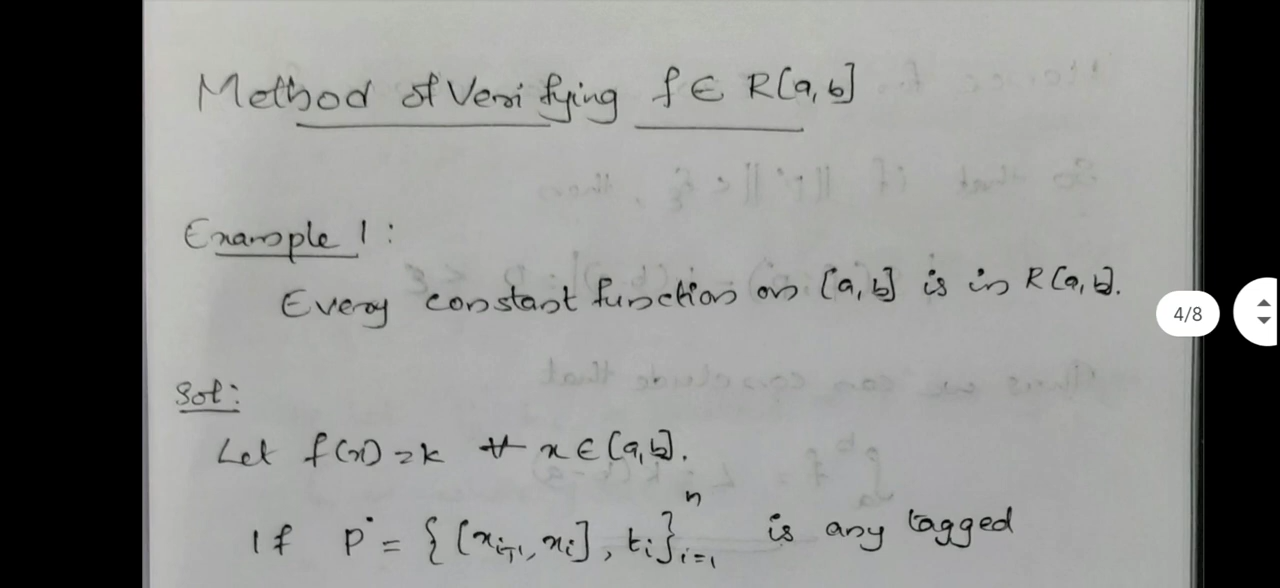 Method of Verifying f ∈ R[a, b]
Example 1:
Every constant function on [a, b] is in R[a, b].
Sol:
Let f(x) = k ∀ x ∈ [a, b].
If Ṗ = {[xᵢ₋₁, xᵢ], tᵢ}ⁿᵢ₌₁ is any tagged
4/8